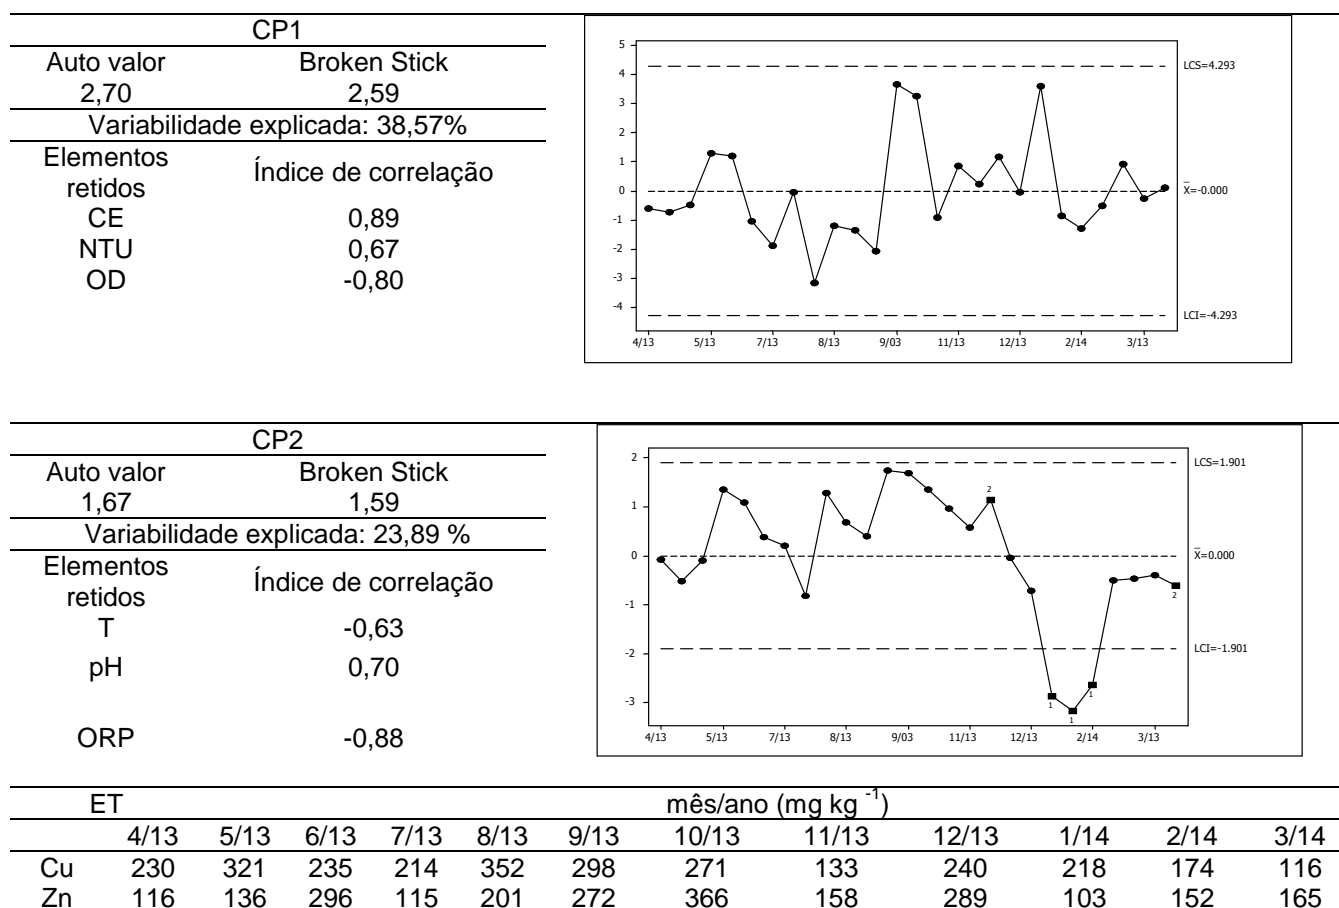 CP1
Auto valor Broken Stick
2,70 2,59
Variabilidade explicada: 38,57%
Elementos retidos Índice de correlação
CE 0,89
NTU 0,67
OD -0,80
5
4
3
2
1
0
-1
-2
-3
-4
LCS=4.293
X=-0.000
LCI=-4.293
4/13 5/13 7/13 8/13 9/03 11/13 12/13 2/14 3/13
CP2
Auto valor Broken Stick
1,67 1,59
Variabilidade explicada: 23,89 %
Elementos retidos Índice de correlação
T -0,63
pH 0,70
ORP -0,88
2
1
0
-1
-2
-3
2
1
1
1
2
LCS=1.901
X=0.000
LCI=-1.901
4/13 5/13 7/13 8/13 9/03 11/13 12/13 2/14 3/13
ET mês/ano (mg kg -1)
4/13 5/13 6/13 7/13 8/13 9/13 10/13 11/13 12/13 1/14 2/14 3/14
Cu 230 321 235 214 352 298 271 133 240 218 174 116
Zn 116 136 296 115 201 272 366 158 289 103 152 165